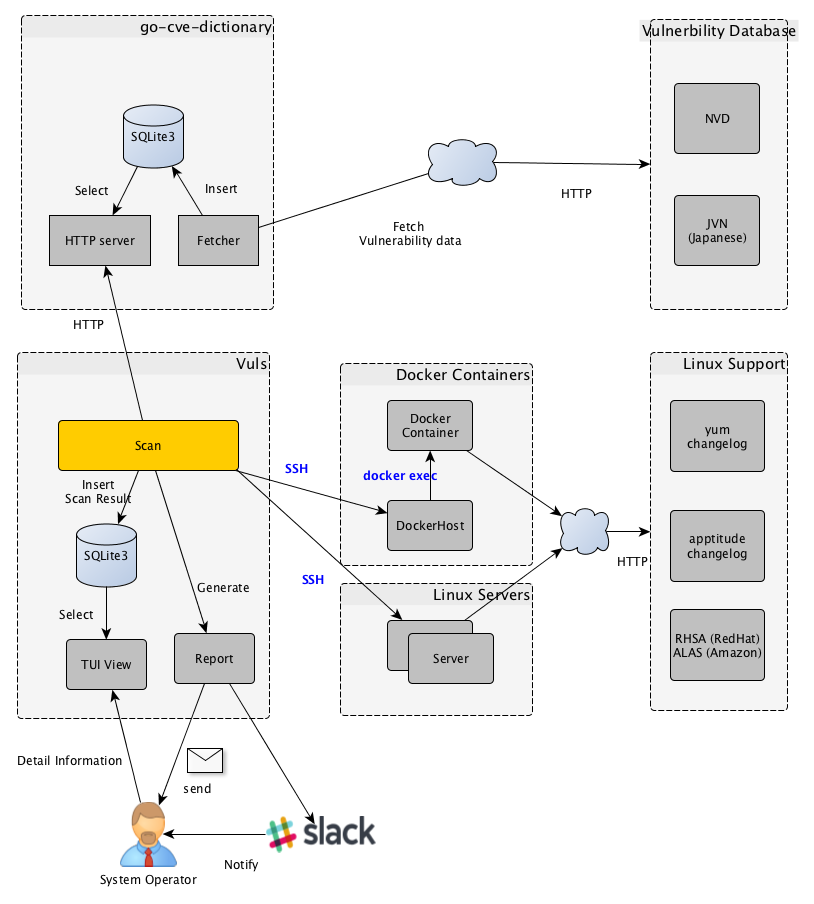 go-cve-dictionary
SQLite3
Select
Insert
HTTP server
Fetcher
Fetch
Vulnerability data
HTTP
Vulnerbility Database
NVD
JVN
(Japanese)
HTTP
Vuls
Scan
Insert
Scan Result
SQLite3
Select
Generate
TUI View
Report
SSH
SSH
Docker Containers
Docker
Container
docker exec
DockerHost
Linux Servers
Server
HTTP
Linux Support
yum
changelog
apptitude
changelog
RHSA (RedHat)
ALAS (Amazon)
Detail Information
send
System Operator
Notify
slack